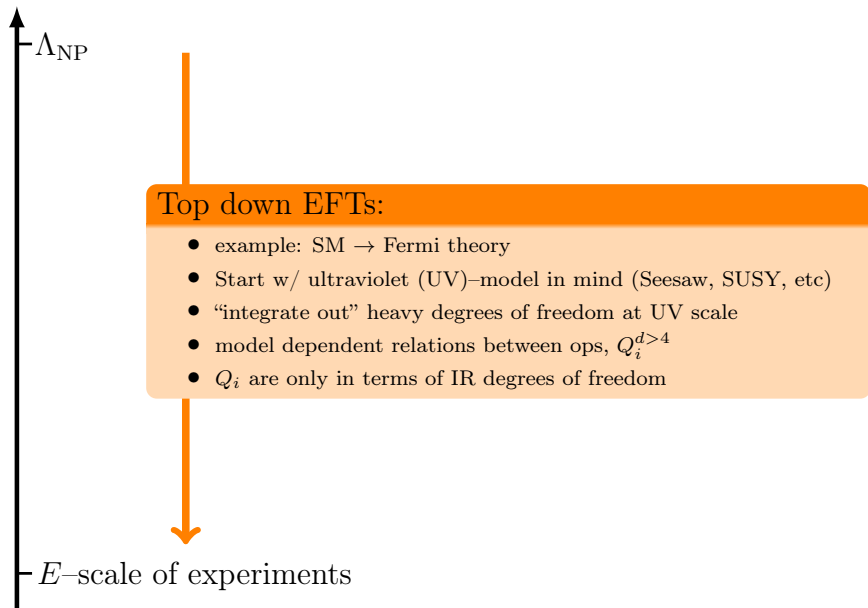 Λ_NP
Top down EFTs:
• example: SM → Fermi theory
• Start w/ ultraviolet (UV)–model in mind (Seesaw, SUSY, etc)
• “integrate out” heavy degrees of freedom at UV scale
• model dependent relations between ops, Q_i^{d>4}
• Q_i are only in terms of IR degrees of freedom
E–scale of experiments